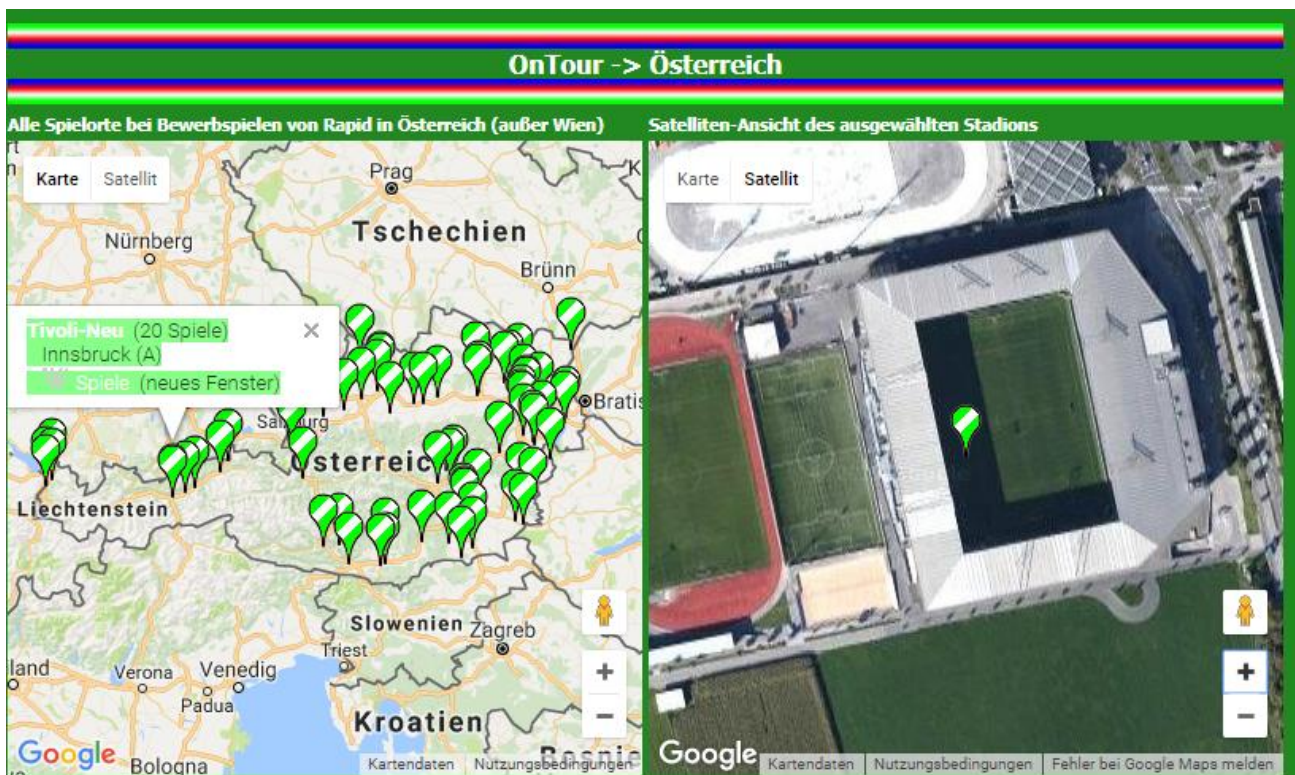 OnTour -> Österreich
Alle Spielorte bei Bewerbspielen von Rapid in Österreich (außer Wien)
Satelliten-Ansicht des ausgewählten Stadions
Karte Satellit
Prag
Tschechien
Nürnberg
Brünn
Tivoli-Neu (20 Spiele)
Innsbruck (A)
Spiele (neues Fenster)
Bratis
Österreich
Liechtenstein
Slowenien
Zagreb
Triest
land
Verona
Venedig
Padua
Kroatien
Bosnie
Bologna
Google
Kartendaten Nutzungsbedingungen
Karte Satellit
Google
Kartendaten Nutzungsbedingungen Fehler bei Google Maps melden